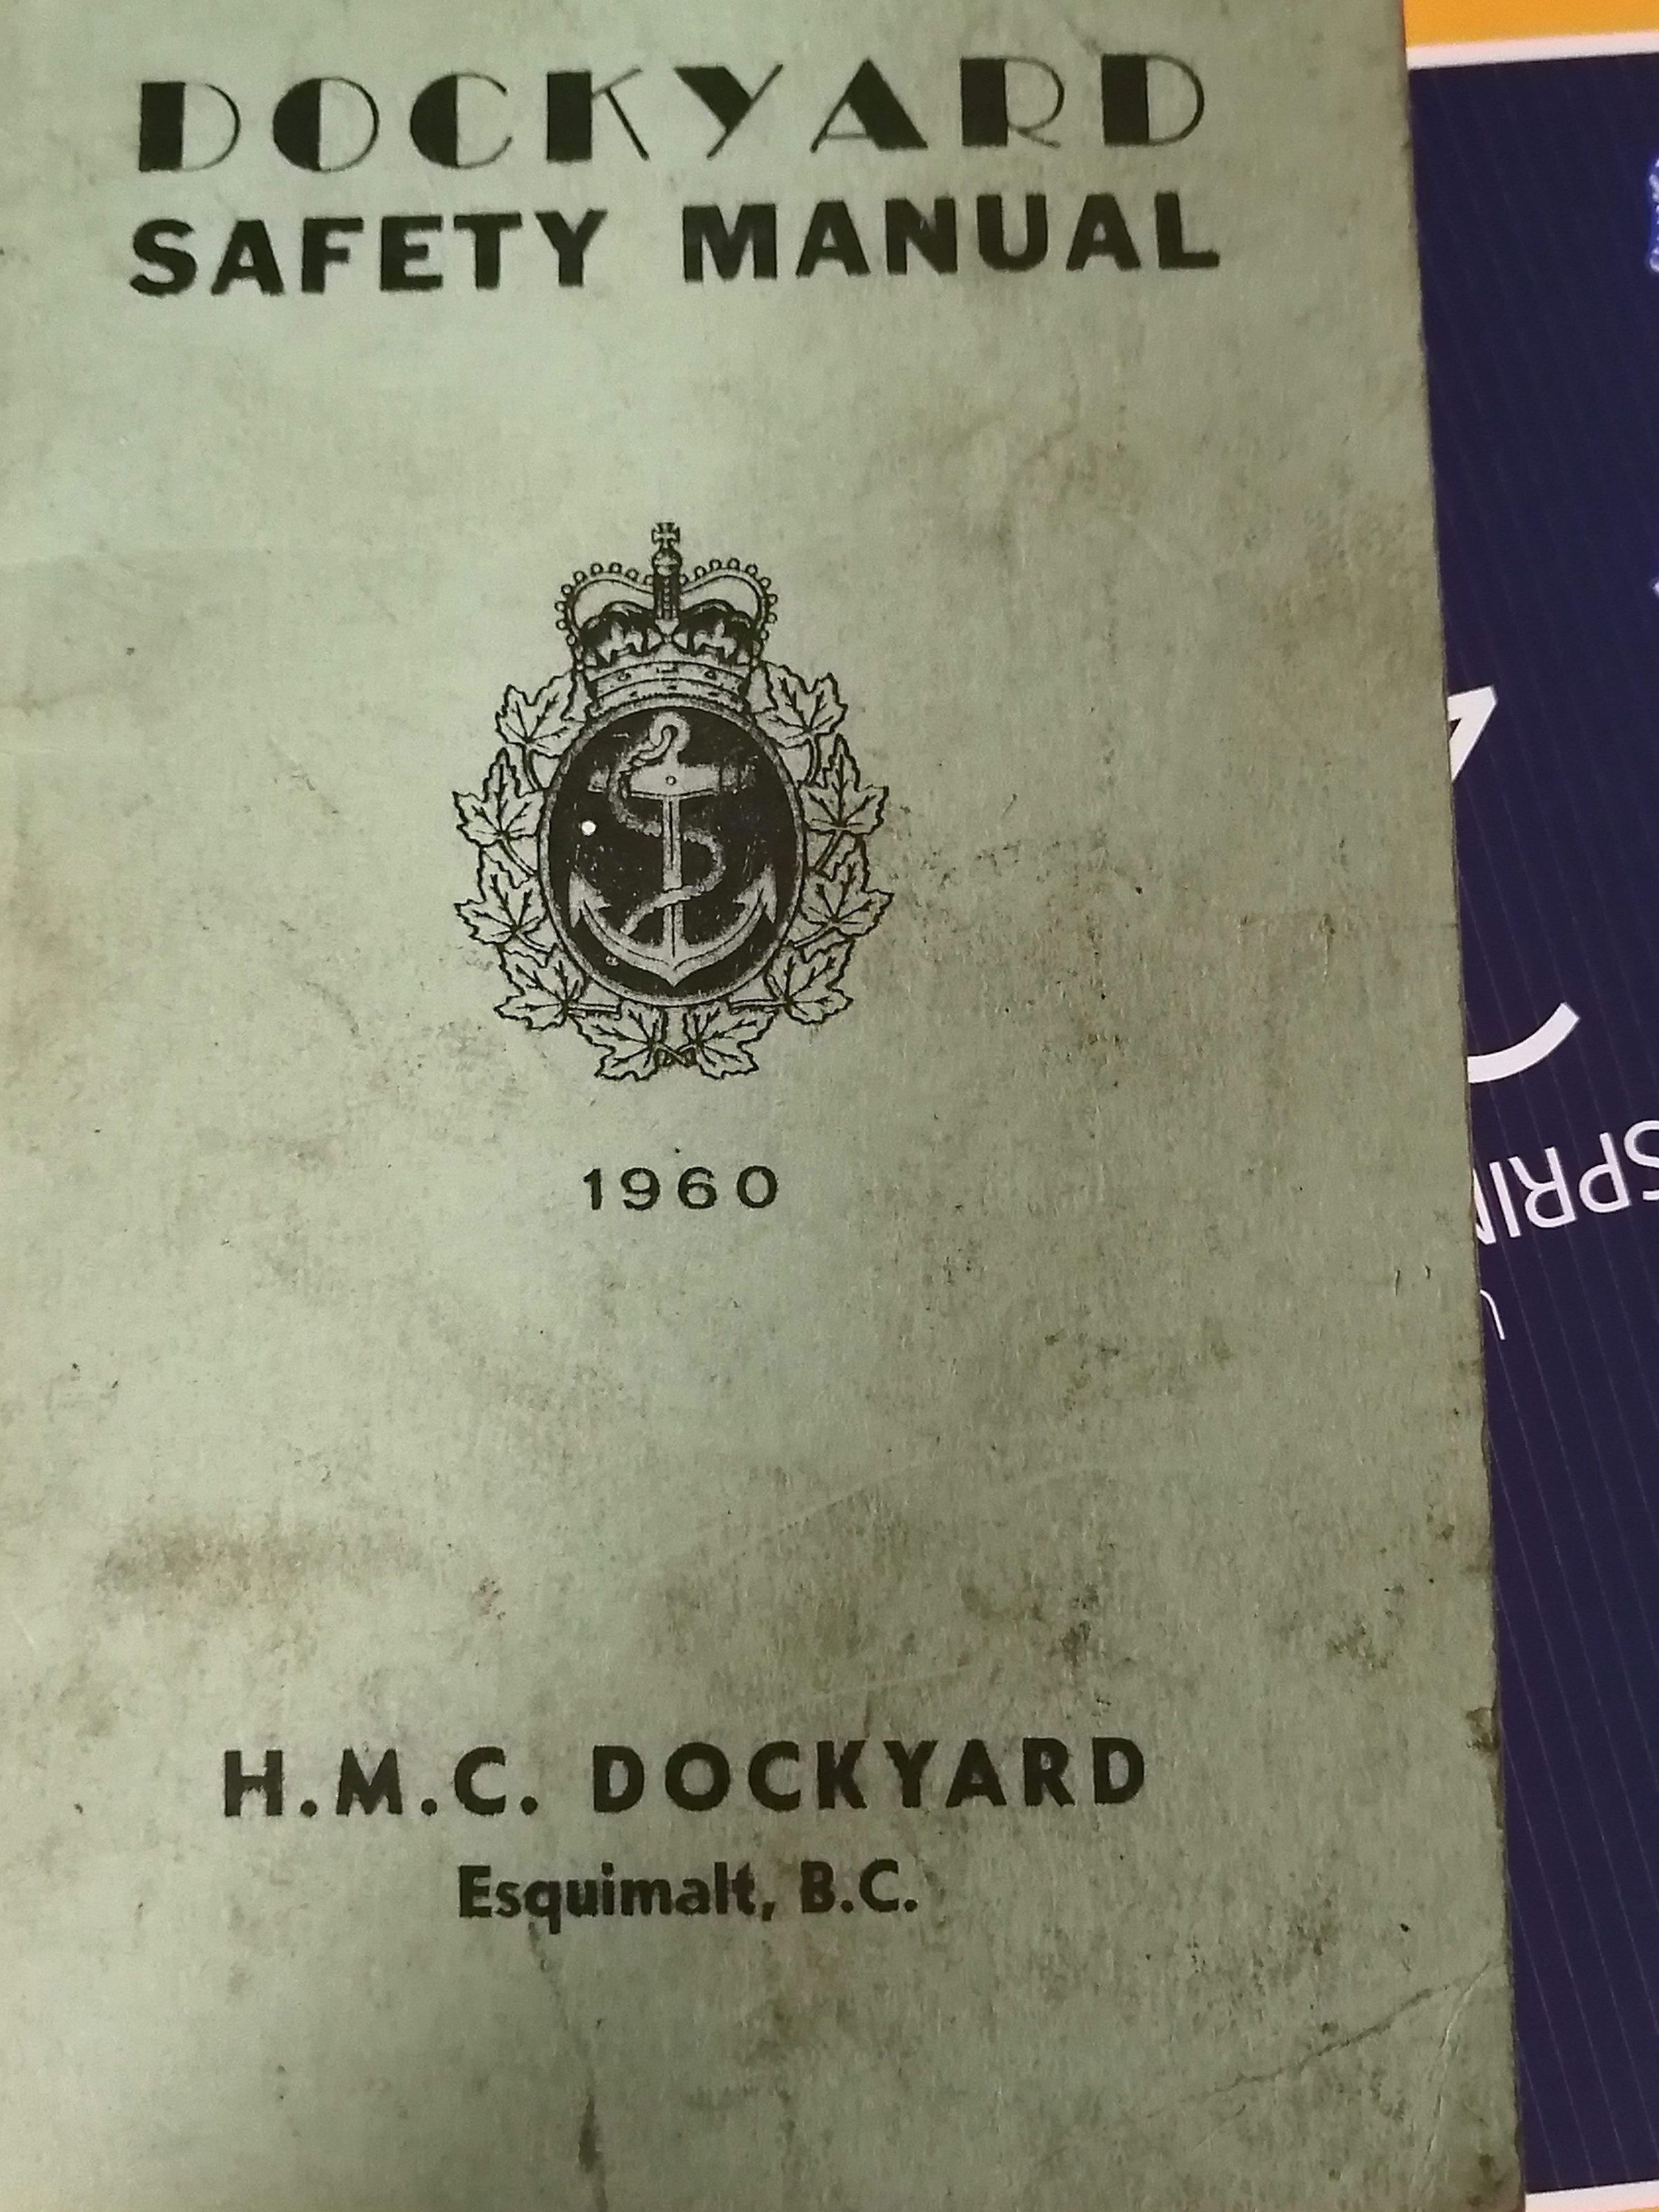 DOCKYARD
SAFETY MANUAL
1960
H.M.C. DOCKYARD
Esquimalt, B.C.